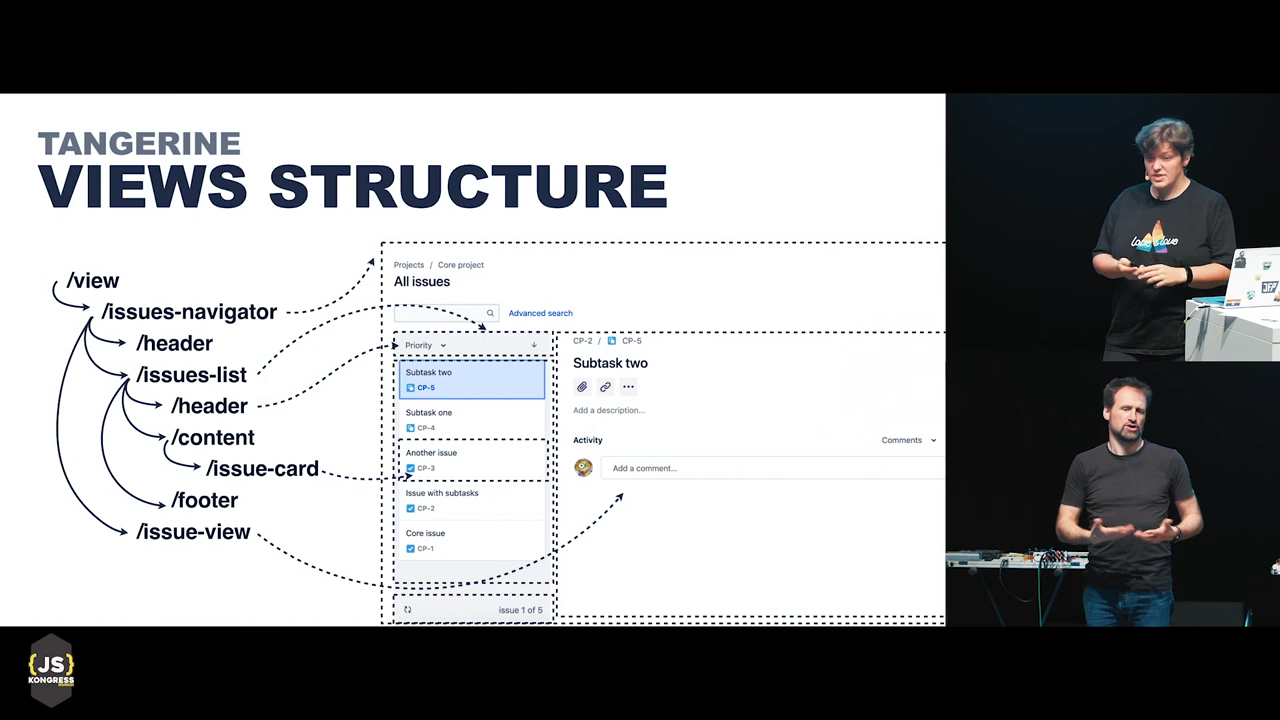 TANGERINE
VIEWS STRUCTURE
/view
/issues-navigator
/header
/issues-list
/header
/content
/issue-card
/footer
/issue-view
Projects / Core project
All issues
Advanced search
Priority
Subtask two
CP-5
Subtask one
CP-4
Another issue
CP-3
Issue with subtasks
CP-2
Core issue
CP-1
issue 1 of 5
CP-2 / CP-5
Subtask two
Add a description...
Activity
Comments
Add a comment...
love is love
{JS}
KONGRESS